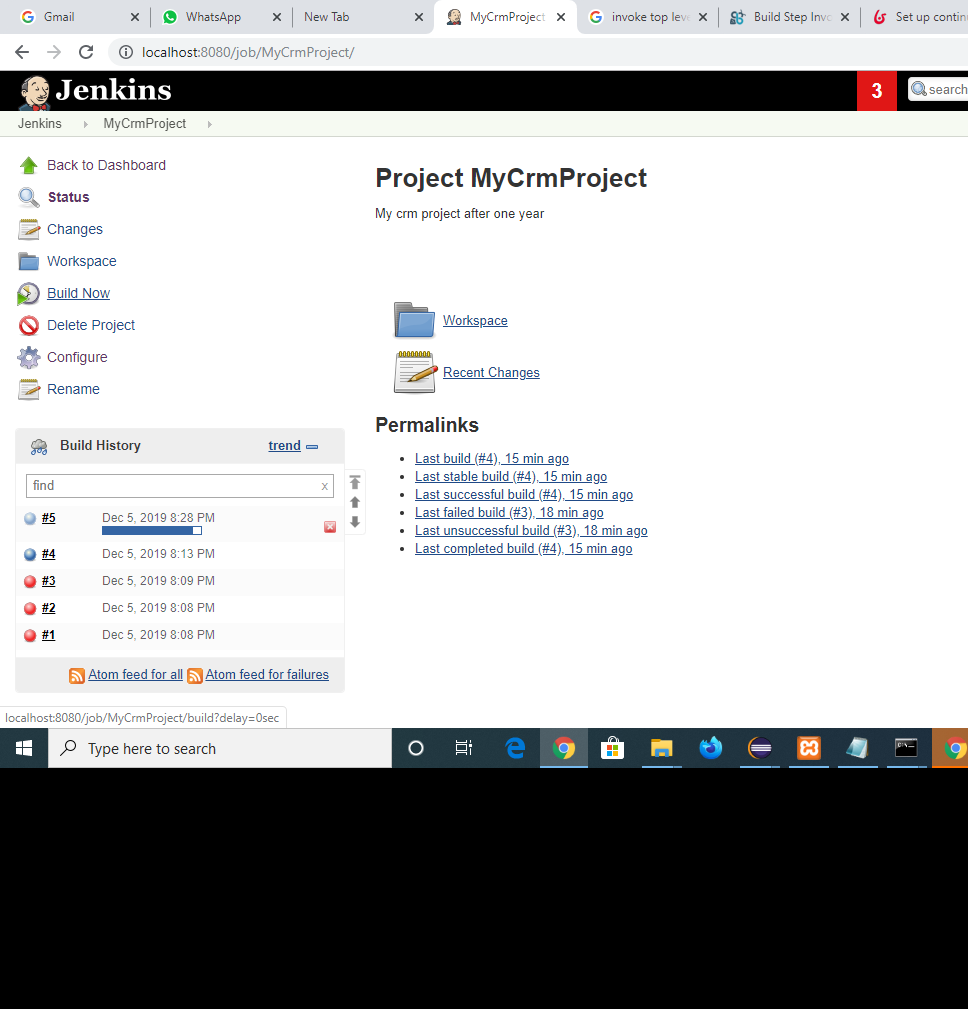 Gmail
WhatsApp
New Tab
MyCrmProject
invoke top leve
Build Step Invo
Set up contin
localhost:8080/job/MyCrmProject/
Jenkins
3
search
Jenkins
MyCrmProject
Back to Dashboard
Status
Changes
Workspace
Build Now
Delete Project
Configure
Rename
Project MyCrmProject
My crm project after one year
Workspace
Recent Changes
Permalinks
Last build (#4), 15 min ago
Last stable build (#4), 15 min ago
Last successful build (#4), 15 min ago
Last failed build (#3), 18 min ago
Last unsuccessful build (#3), 18 min ago
Last completed build (#4), 15 min ago
Build History
trend
find
x
#5 Dec 5, 2019 8:28 PM
#4 Dec 5, 2019 8:13 PM
#3 Dec 5, 2019 8:09 PM
#2 Dec 5, 2019 8:08 PM
#1 Dec 5, 2019 8:08 PM
Atom feed for all Atom feed for failures
localhost:8080/job/MyCrmProject/build?delay=0sec
Type here to search